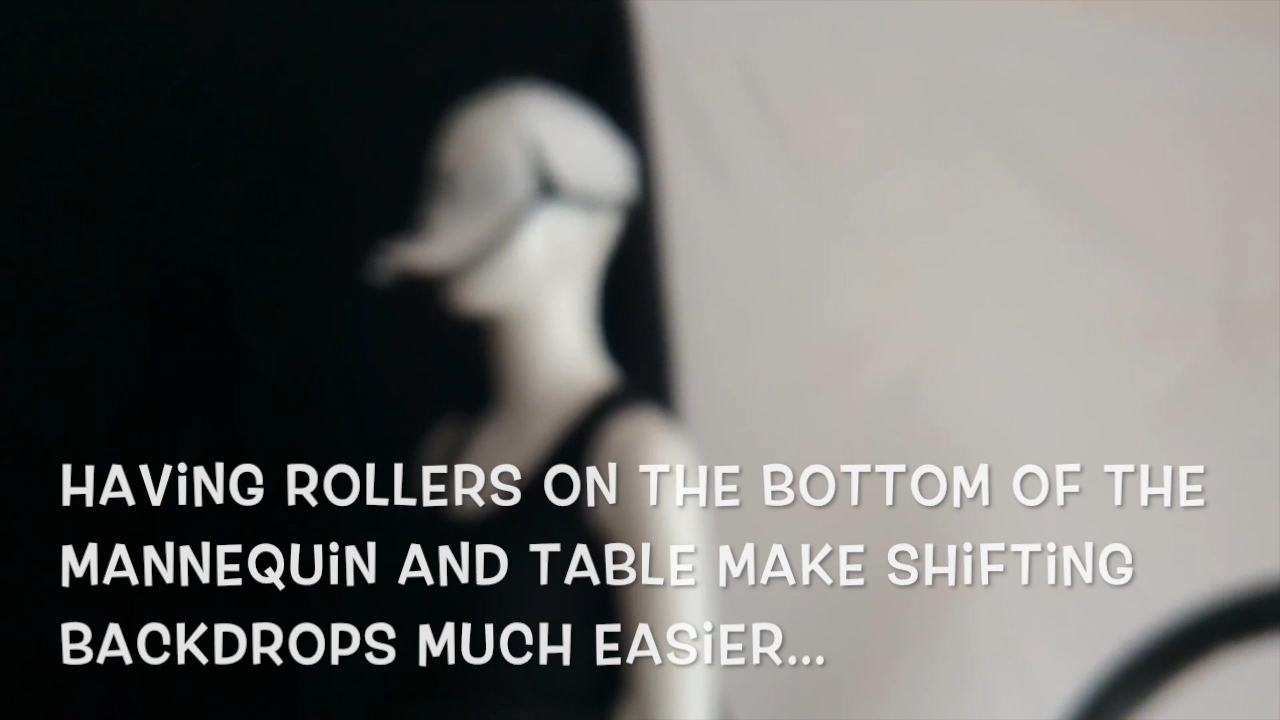 HAViNG ROLLERS ON THE BOTTOM OF THE
MANNEQUiN AND TABLE MAKE SHiFTiNG
BACKDROPS MUCH EASiER...